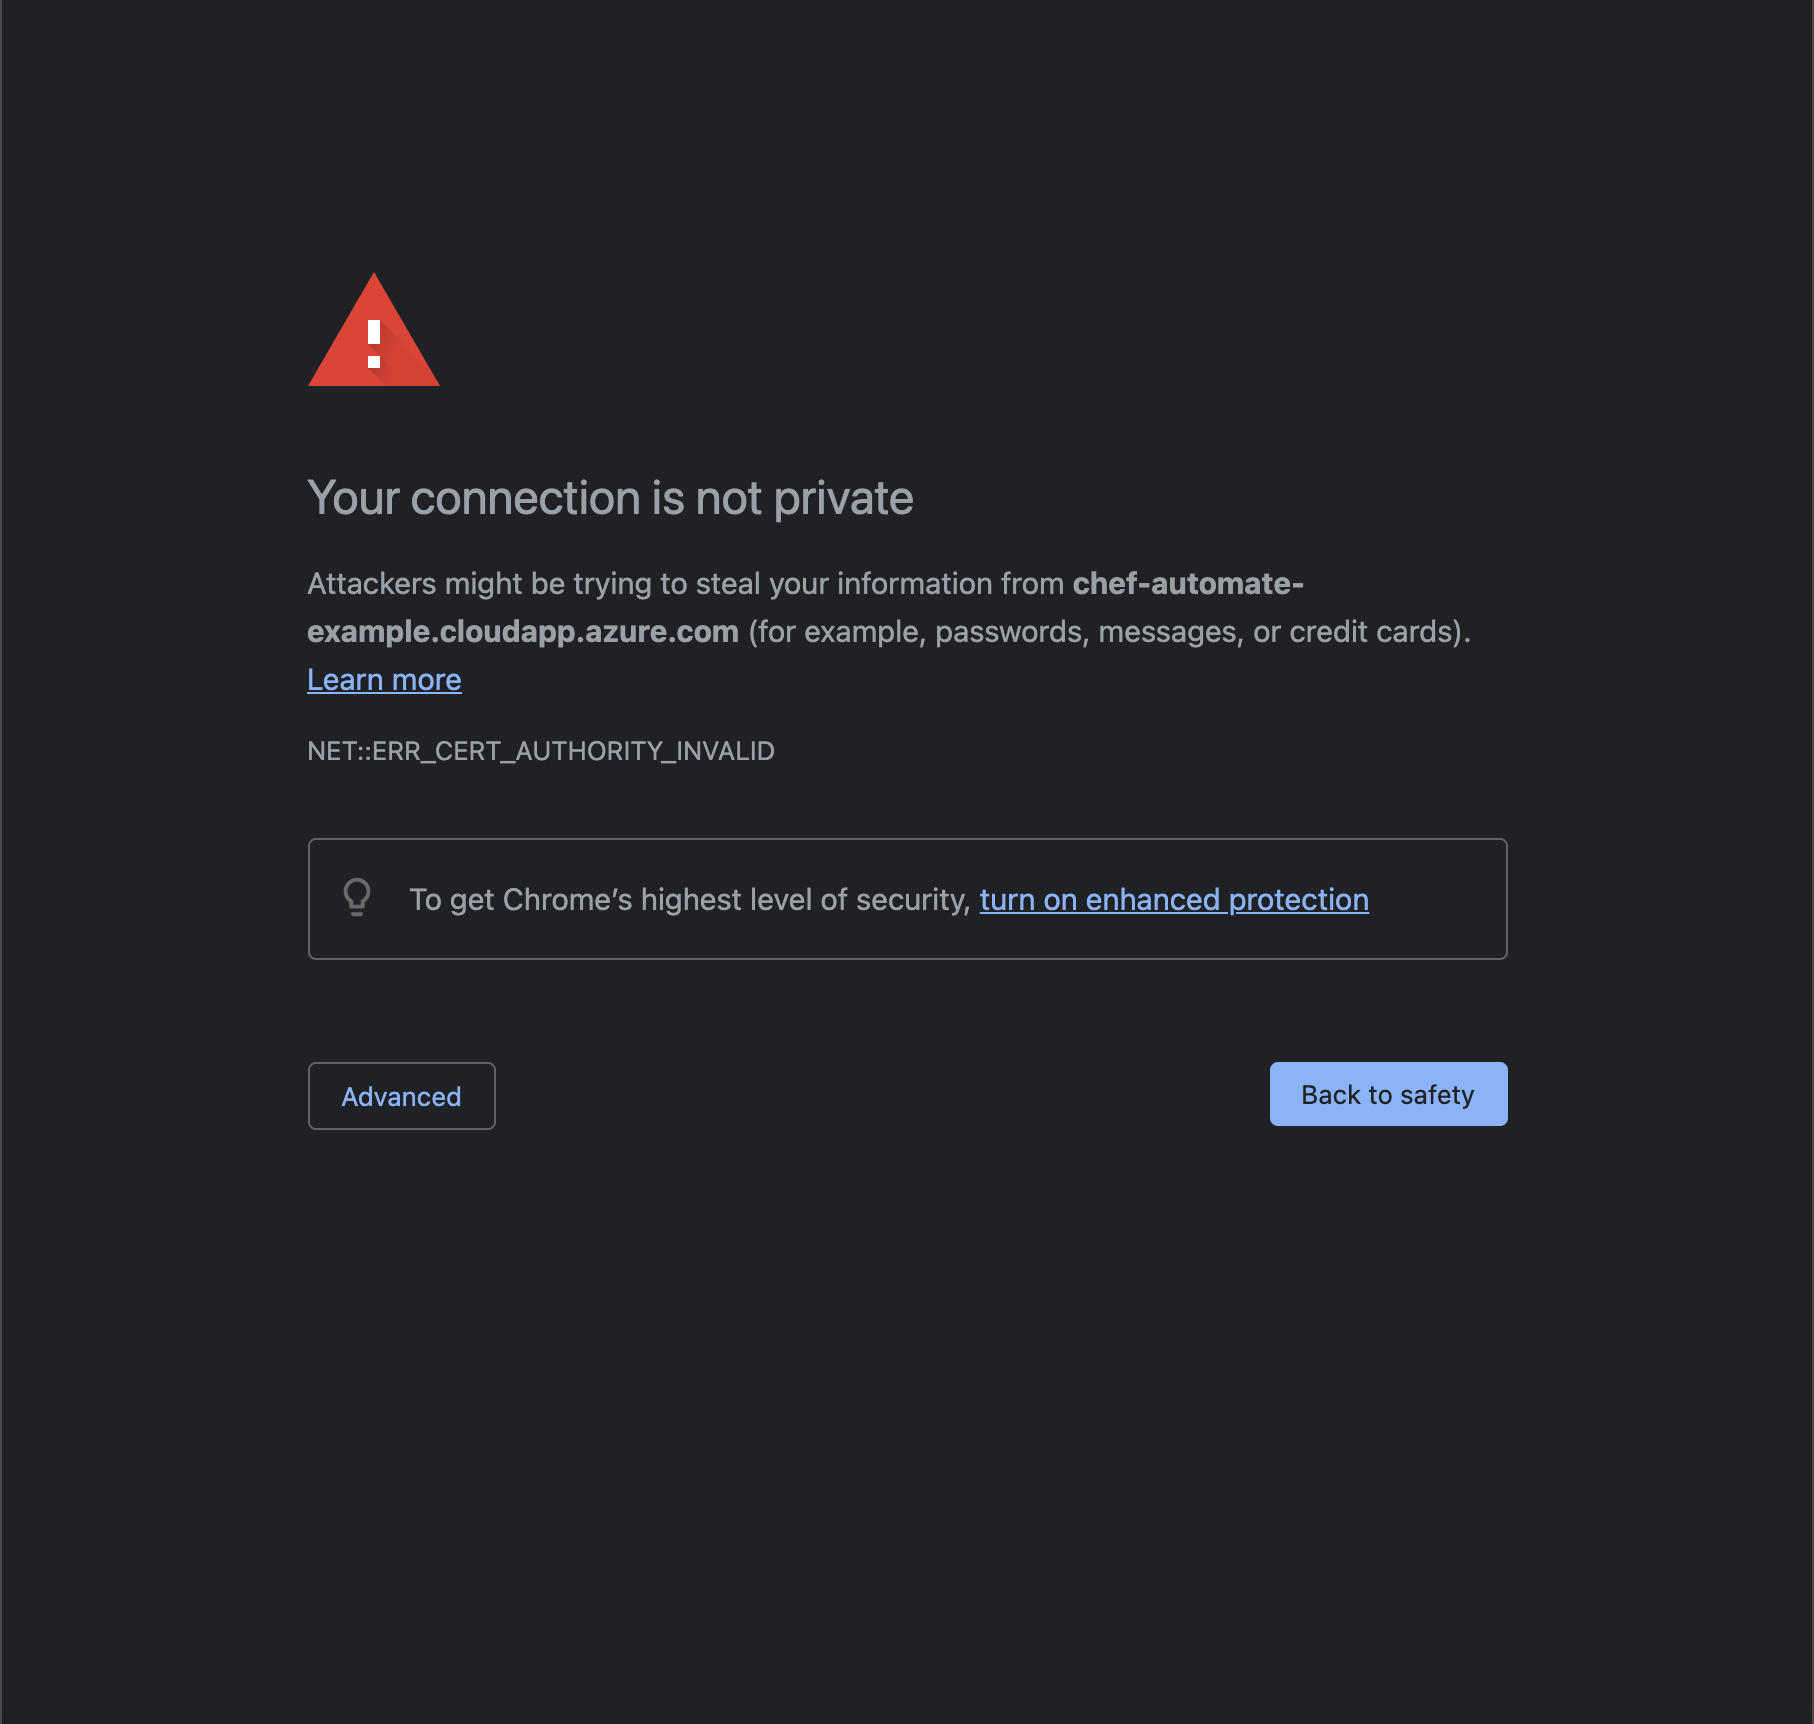 Your connection is not private
Attackers might be trying to steal your information from chef-automate-
example.cloudapp.azure.com (for example, passwords, messages, or credit cards).
Learn more
NET::ERR_CERT_AUTHORITY_INVALID
To get Chrome’s highest level of security, turn on enhanced protection
Advanced
Back to safety